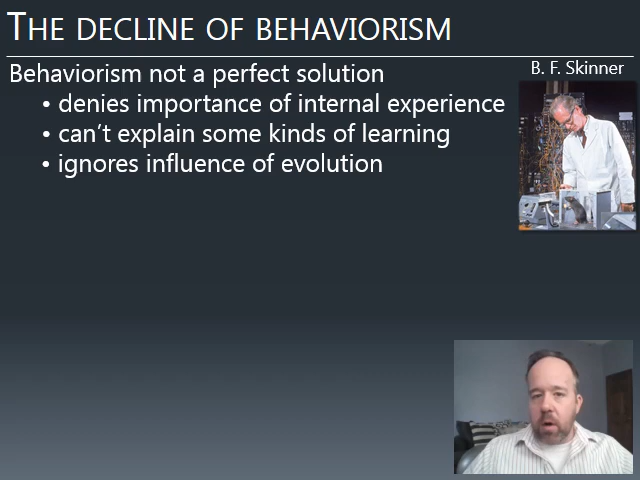 THE DECLINE OF BEHAVIORISM
Behaviorism not a perfect solution
B. F. Skinner
• denies importance of internal experience
• can't explain some kinds of learning
• ignores influence of evolution